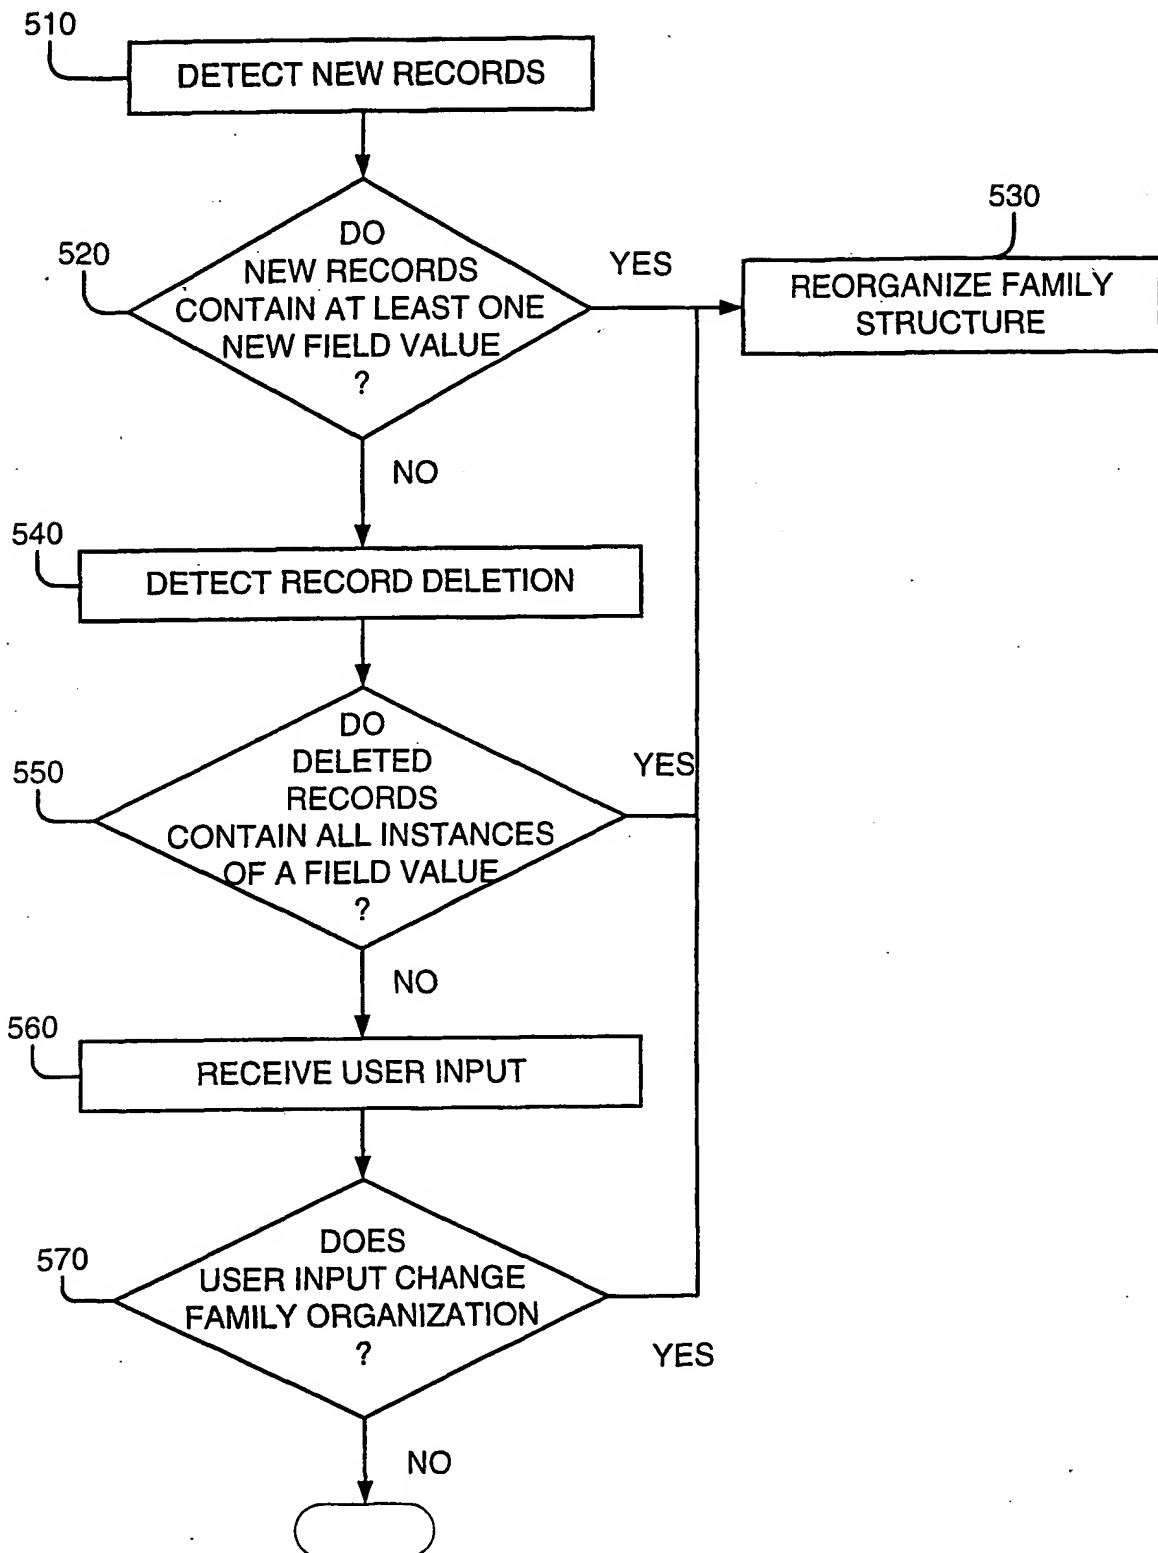 510
DETECT NEW RECORDS
520
DO
NEW RECORDS
CONTAIN AT LEAST ONE
NEW FIELD VALUE
?
YES
530
REORGANIZE FAMILY
STRUCTURE
NO
540
DETECT RECORD DELETION
550
DO
DELETED
RECORDS
CONTAIN ALL INSTANCES
OF A FIELD VALUE
?
YES
NO
560
RECEIVE USER INPUT
570
DOES
USER INPUT CHANGE
FAMILY ORGANIZATION
?
YES
NO